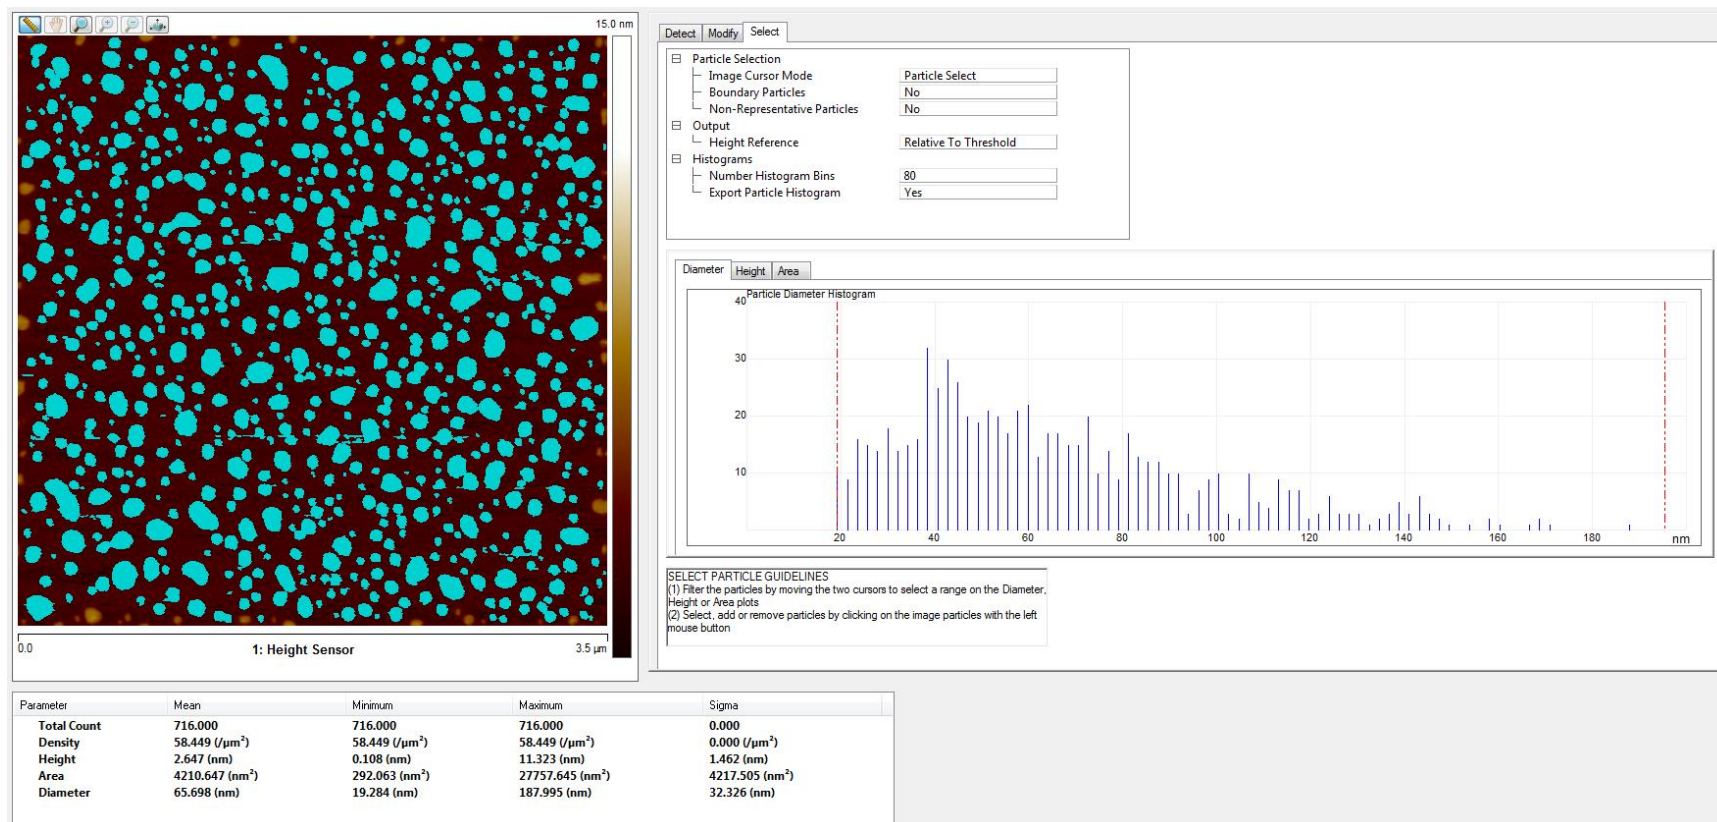 15.0 nm
0.0
1: Height Sensor
3.5 µm
Detect Modify Select
Particle Selection
Image Cursor Mode Particle Select
Boundary Particles No
Non-Representative Particles No
Output
Height Reference Relative To Threshold
Histograms
Number Histogram Bins 80
Export Particle Histogram Yes
Diameter Height Area
Particle Diameter Histogram
40
30
20
10
20 40 60 80 100 120 140 160 180 nm
SELECT PARTICLE GUIDELINES
(1) Filter the particles by moving the two cursors to select a range on the Diameter,
Height or Area plots
(2) Select, add or remove particles by clicking on the image particles with the left
mouse button
Parameter Mean Minimum Maximum Sigma
Total Count 716.000 716.000 716.000 0.000
Density 58.449 (/µm²) 58.449 (/µm²) 58.449 (/µm²) 0.000 (/µm²)
Height 2.647 (nm) 0.108 (nm) 11.323 (nm) 1.462 (nm)
Area 4210.647 (nm²) 292.063 (nm²) 27757.645 (nm²) 4217.505 (nm²)
Diameter 65.698 (nm) 19.284 (nm) 187.995 (nm) 32.326 (nm)